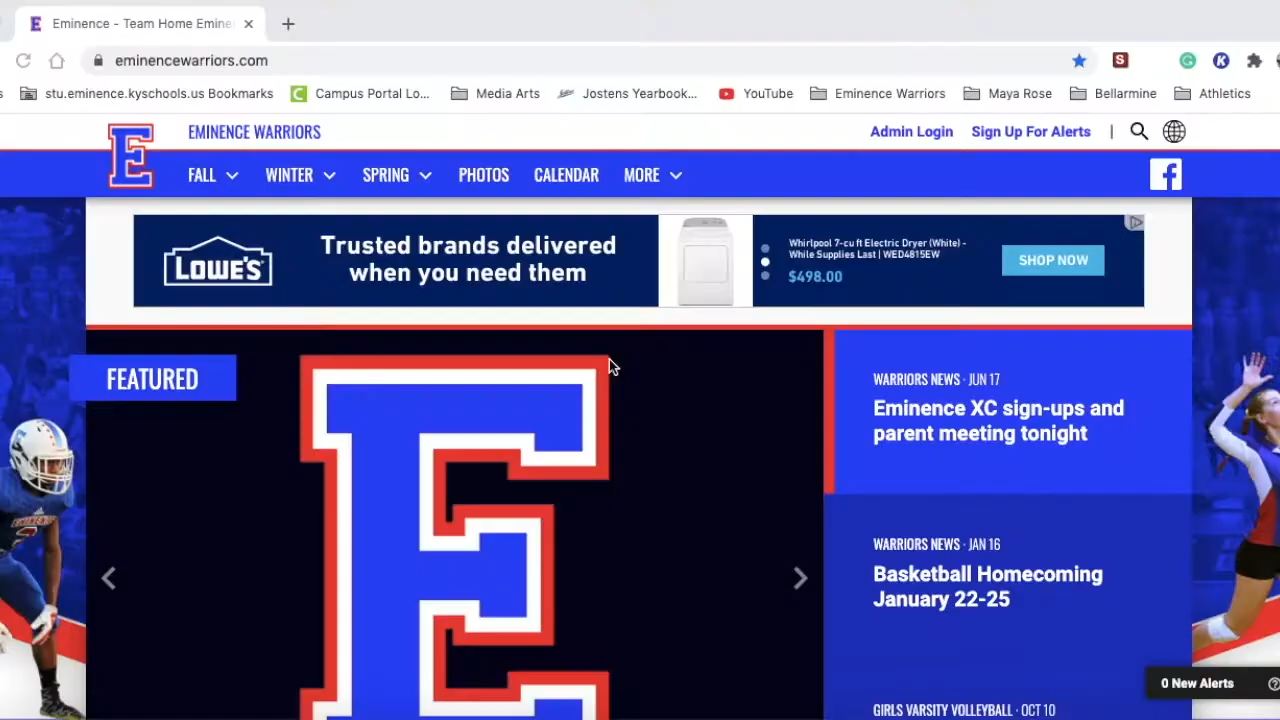 E Eminence - Team Home Emine
eminencewarriors.com
S G K
s stu.eminence.kyschools.us Bookmarks C Campus Portal Lo... Media Arts Jostens Yearbook... YouTube Eminence Warriors Maya Rose Bellarmine Athletics
E EMINENCE WARRIORS Admin Login Sign Up For Alerts |
FALL WINTER SPRING PHOTOS CALENDAR MORE f
LOWE'S
Trusted brands delivered
when you need them
Whirlpool 7-cu ft Electric Dryer (White) -
While Supplies Last | WED4815EW
$498.00
SHOP NOW
FEATURED
E
WARRIORS NEWS · JUN 17
Eminence XC sign-ups and
parent meeting tonight
WARRIORS NEWS · JAN 16
Basketball Homecoming
January 22-25
0 New Alerts
GIRLS VARSITY VOLLEYBALL · OCT 10